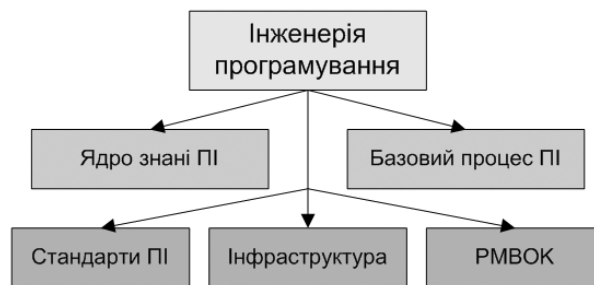 Інженерія
програмування
Ядро знані ПІ
Базовий процес ПІ
Стандарти ПІ
Інфраструктура
PMBOK